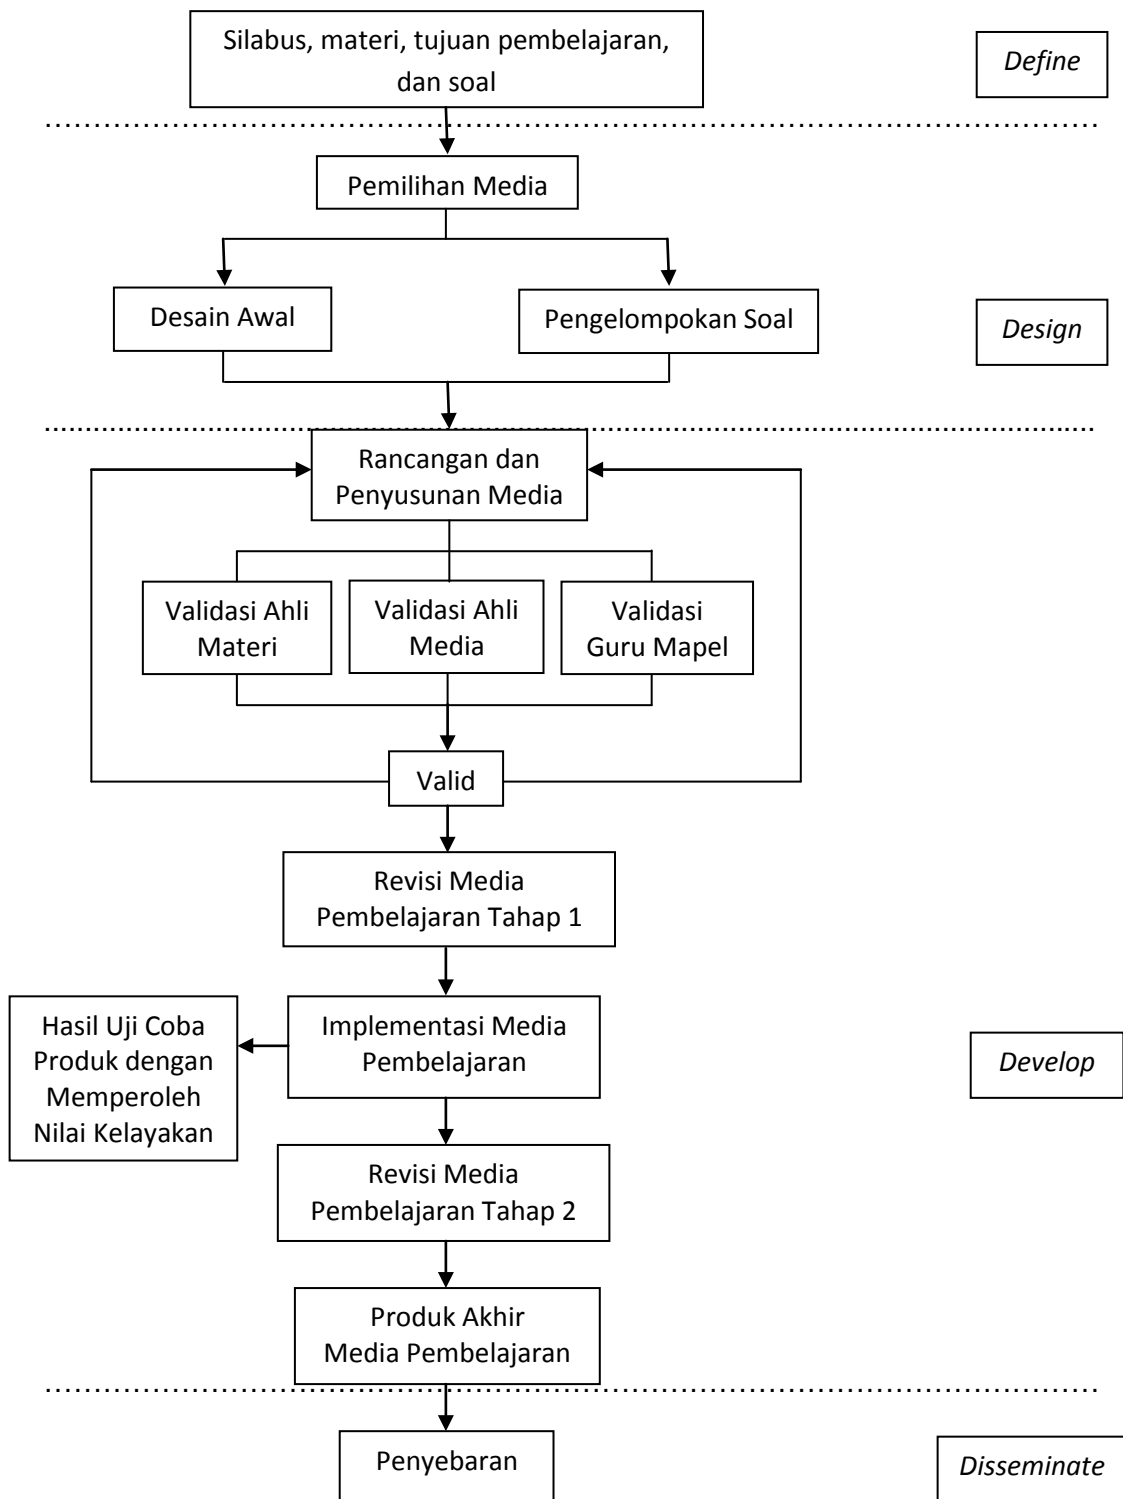 Silabus, materi, tujuan pembelajaran,
dan soal
Define
Pemilihan Media
Desain Awal
Pengelompokan Soal
Design
Rancangan dan
Penyusunan Media
Validasi Ahli
Materi
Validasi Ahli
Media
Validasi
Guru Mapel
Valid
Revisi Media
Pembelajaran Tahap 1
Hasil Uji Coba
Produk dengan
Memperoleh
Nilai Kelayakan
Implementasi Media
Pembelajaran
Develop
Revisi Media
Pembelajaran Tahap 2
Produk Akhir
Media Pembelajaran
Penyebaran
Disseminate